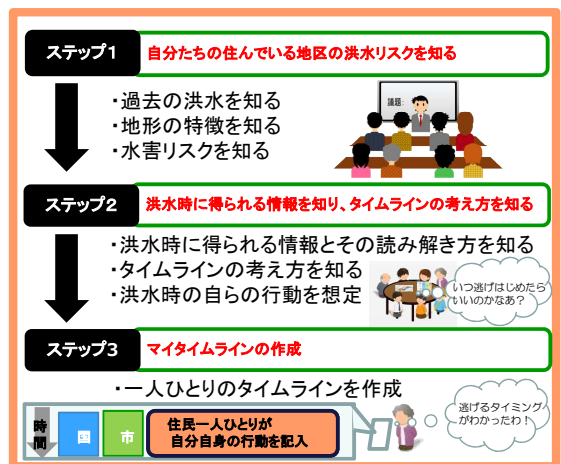 ステップ1
自分たちの住んでいる地区の洪水リスクを知る
・過去の洪水を知る
・地形の特徴を知る
・水害リスクを知る
議題:
ステップ2
洪水時に得られる情報を知り、タイムラインの考え方を知る
・洪水時に得られる情報とその読み解き方を知る
・タイムラインの考え方を知る
・洪水時の自らの行動を想定
いつ逃げはじめたら
いいのかなあ?
ステップ3
マイタイムラインの作成
・一人ひとりのタイムラインを作成
時間
国
市
住民一人ひとりが
自分自身の行動を記入
逃げるタイミング
がわかったわ!